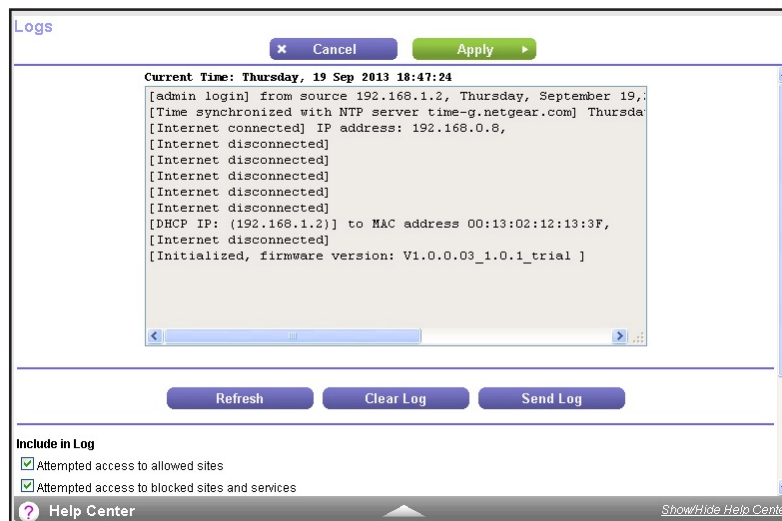 Logs
Cancel Apply
Current Time: Thursday, 19 Sep 2013 18:47:24
[admin login] from source 192.168.1.2, Thursday, September 19,
[Time synchronized with NTP server time-g.netgear.com] Thursda
[Internet connected] IP address: 192.168.0.8,
[Internet disconnected]
[Internet disconnected]
[Internet disconnected]
[Internet disconnected]
[Internet disconnected]
[DHCP IP: (192.168.1.2)] to MAC address 00:13:02:12:13:3F,
[Internet disconnected]
[Initialized, firmware version: V1.0.0.03_1.0.1_trial ]
Refresh Clear Log Send Log
Include in Log
Attempted access to allowed sites
Attempted access to blocked sites and services
? Help Center Show/Hide Help Cente